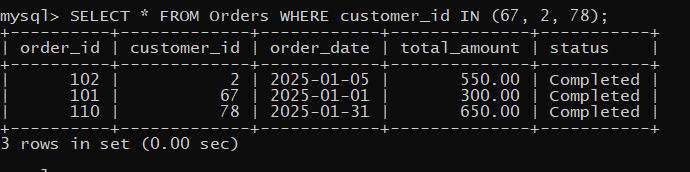 mysql> SELECT * FROM Orders WHERE customer_id IN (67, 2, 78);
+----------+-------------+------------+--------------+-----------+
| order_id | customer_id | order_date | total_amount | status    |
+----------+-------------+------------+--------------+-----------+
|      102 |           2 | 2025-01-05 |       550.00 | Completed |
|      101 |          67 | 2025-01-01 |       300.00 | Completed |
|      110 |          78 | 2025-01-31 |       650.00 | Completed |
+----------+-------------+------------+--------------+-----------+
3 rows in set (0.00 sec)